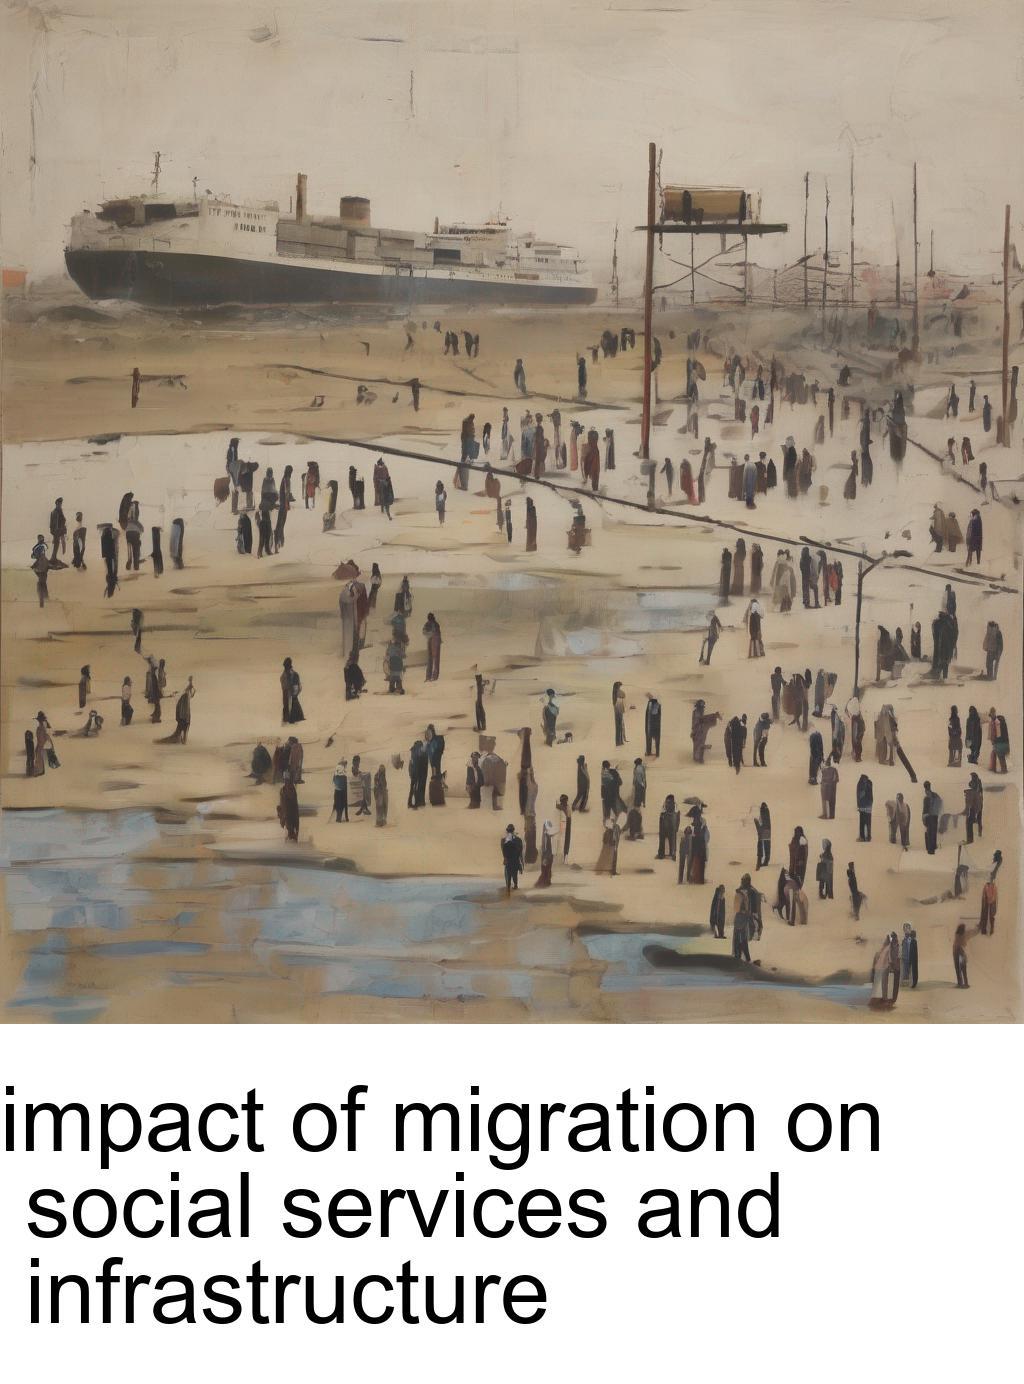 impact of migration on
social services and
infrastructure